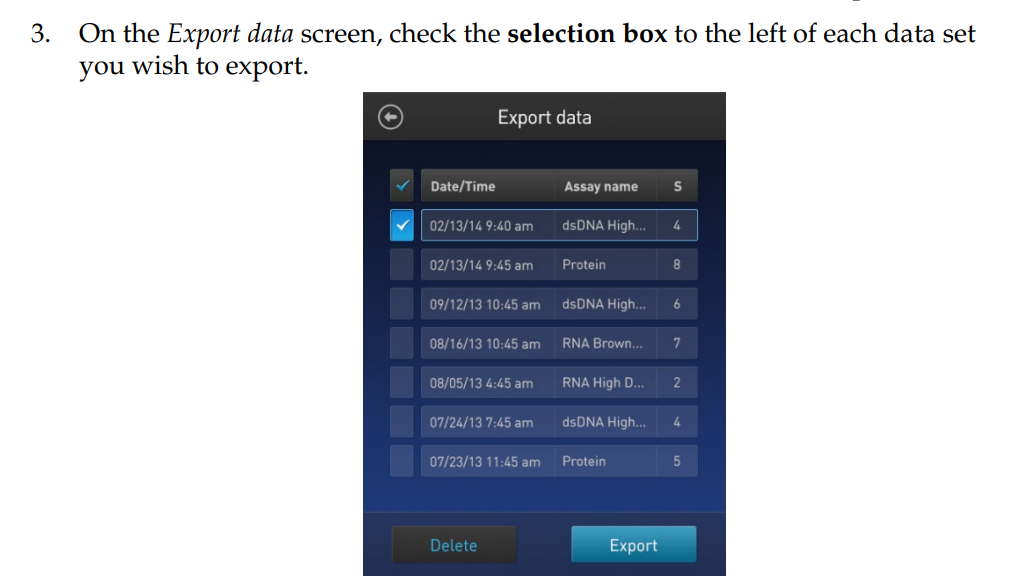 3. On the Export data screen, check the selection box to the left of each data set
you wish to export.
Export data
Date/Time Assay name S
02/13/14 9:40 am dsDNA High... 4
02/13/14 9:45 am Protein 8
09/12/13 10:45 am dsDNA High... 6
08/16/13 10:45 am RNA Brown... 7
08/05/13 4:45 am RNA High D... 2
07/24/13 7:45 am dsDNA High... 4
07/23/13 11:45 am Protein 5
Delete Export